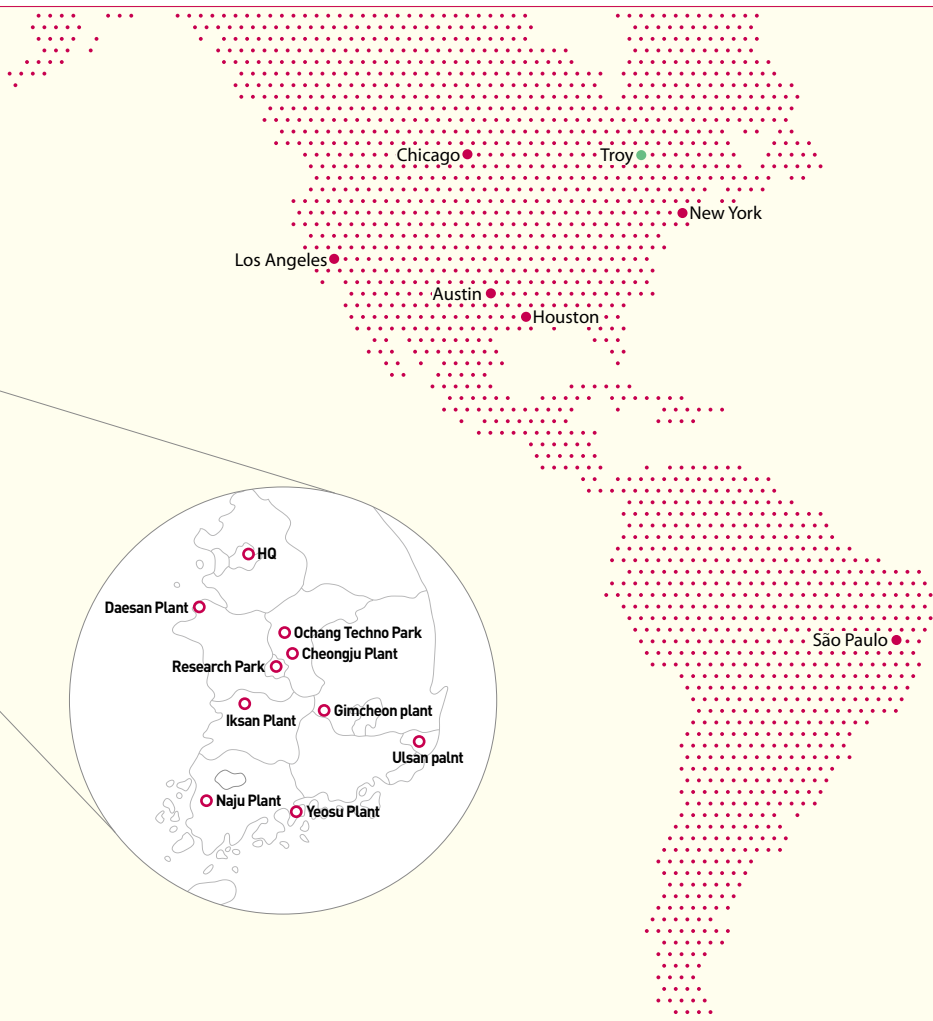 Chicago
Troy
New York
Los Angeles
Austin
Houston
São Paulo
HQ
Daesan Plant
Ochang Techno Park
Cheongju Plant
Research Park
Iksan Plant
Gimcheon plant
Ulsan palnt
Naju Plant
Yeosu Plant